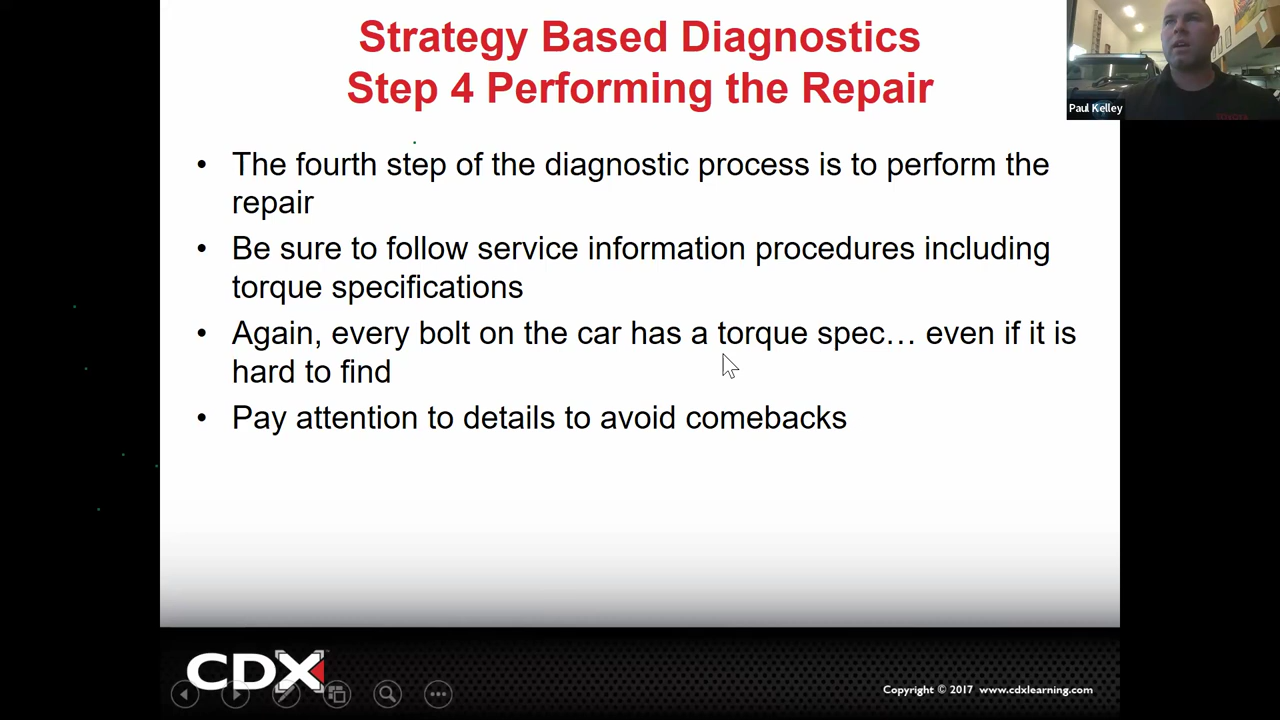 Strategy Based Diagnostics
Step 4 Performing the Repair
Paul Kelley
• The fourth step of the diagnostic process is to perform the
repair
• Be sure to follow service information procedures including
torque specifications
• Again, every bolt on the car has a torque spec… even if it is
hard to find
• Pay attention to details to avoid comebacks
CDX
Copyright © 2017 www.cdxlearning.com